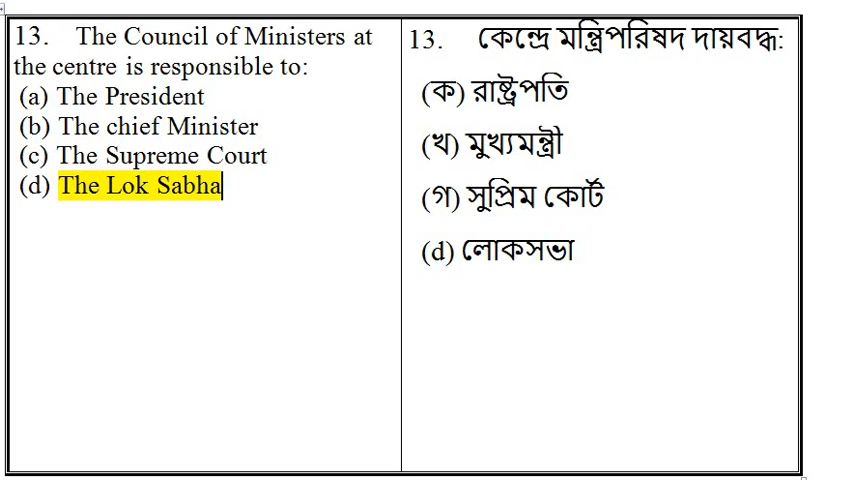 13. The Council of Ministers at
the centre is responsible to:
(a) The President
(b) The chief Minister
(c) The Supreme Court
(d) The Lok Sabha
13. কেন্দ্রে মন্ত্রিপরিষদ দায়বদ্ধ:
(ক) রাষ্ট্রপতি
(খ) মুখ্যমন্ত্রী
(গ) সুপ্রিম কোর্ট
(d) লোকসভা